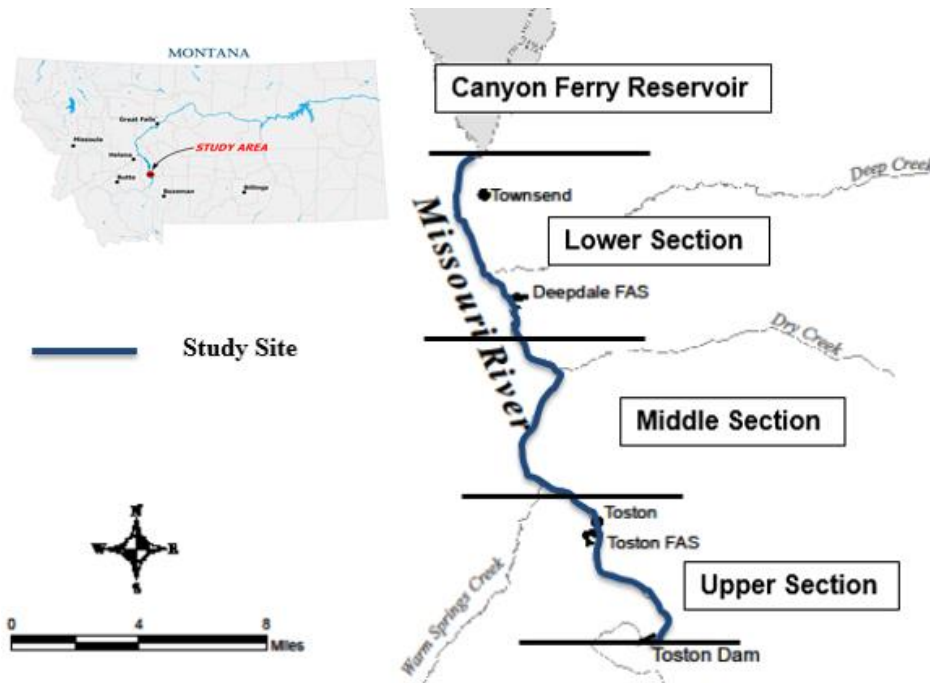 MONTANA
Great Falls
Missoula
Helena
STUDY AREA
Butte
Bozeman
Billings
Canyon Ferry Reservoir
Townsend
Deep Creek
Lower Section
Missouri River
Deepdale FAS
Study Site
Dry Creek
Middle Section
Toston
Toston FAS
Warm Springs Creek
Upper Section
Toston Dam
N
W E
S
0 4 8
Miles